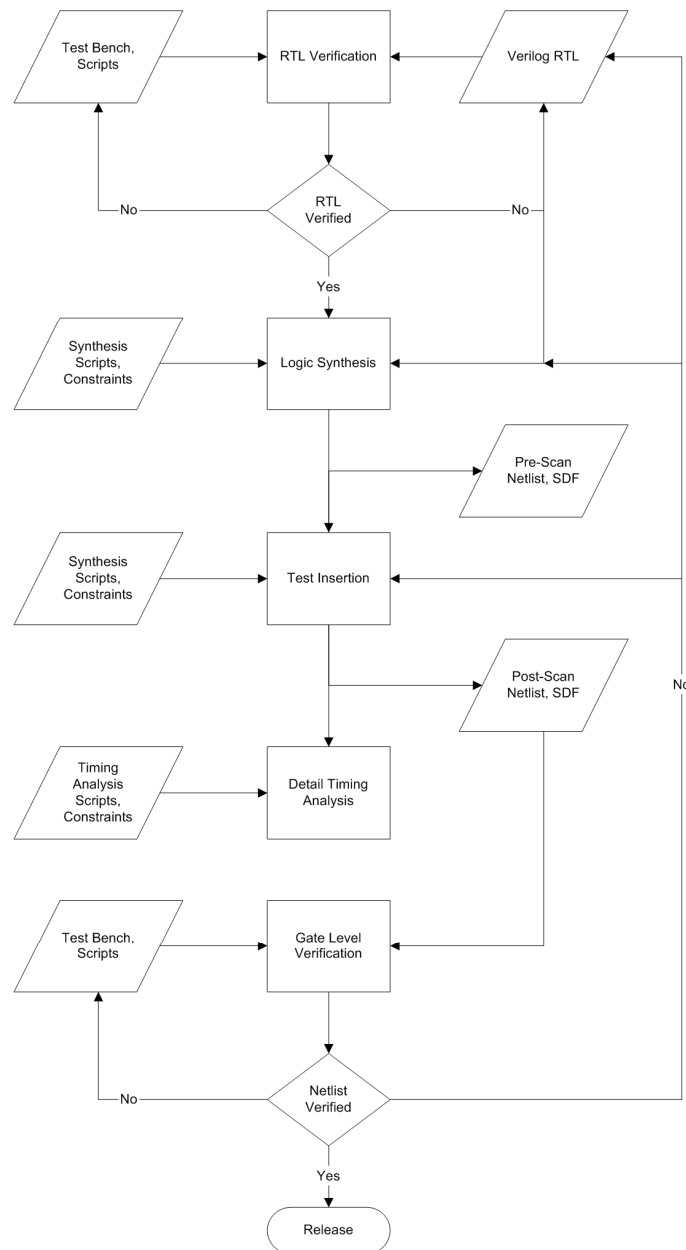 Test Bench,
Scripts
RTL Verification
Verilog RTL
No
RTL
Verified
No
Yes
Synthesis
Scripts,
Constraints
Logic Synthesis
Pre-Scan
Netlist, SDF
Synthesis
Scripts,
Constraints
Test Insertion
Post-Scan
Netlist, SDF
No
Timing
Analysis
Scripts,
Constraints
Detail Timing
Analysis
Test Bench.
Scripts
Gate Level
Verification
No
Netlist
Verified
Yes
Release